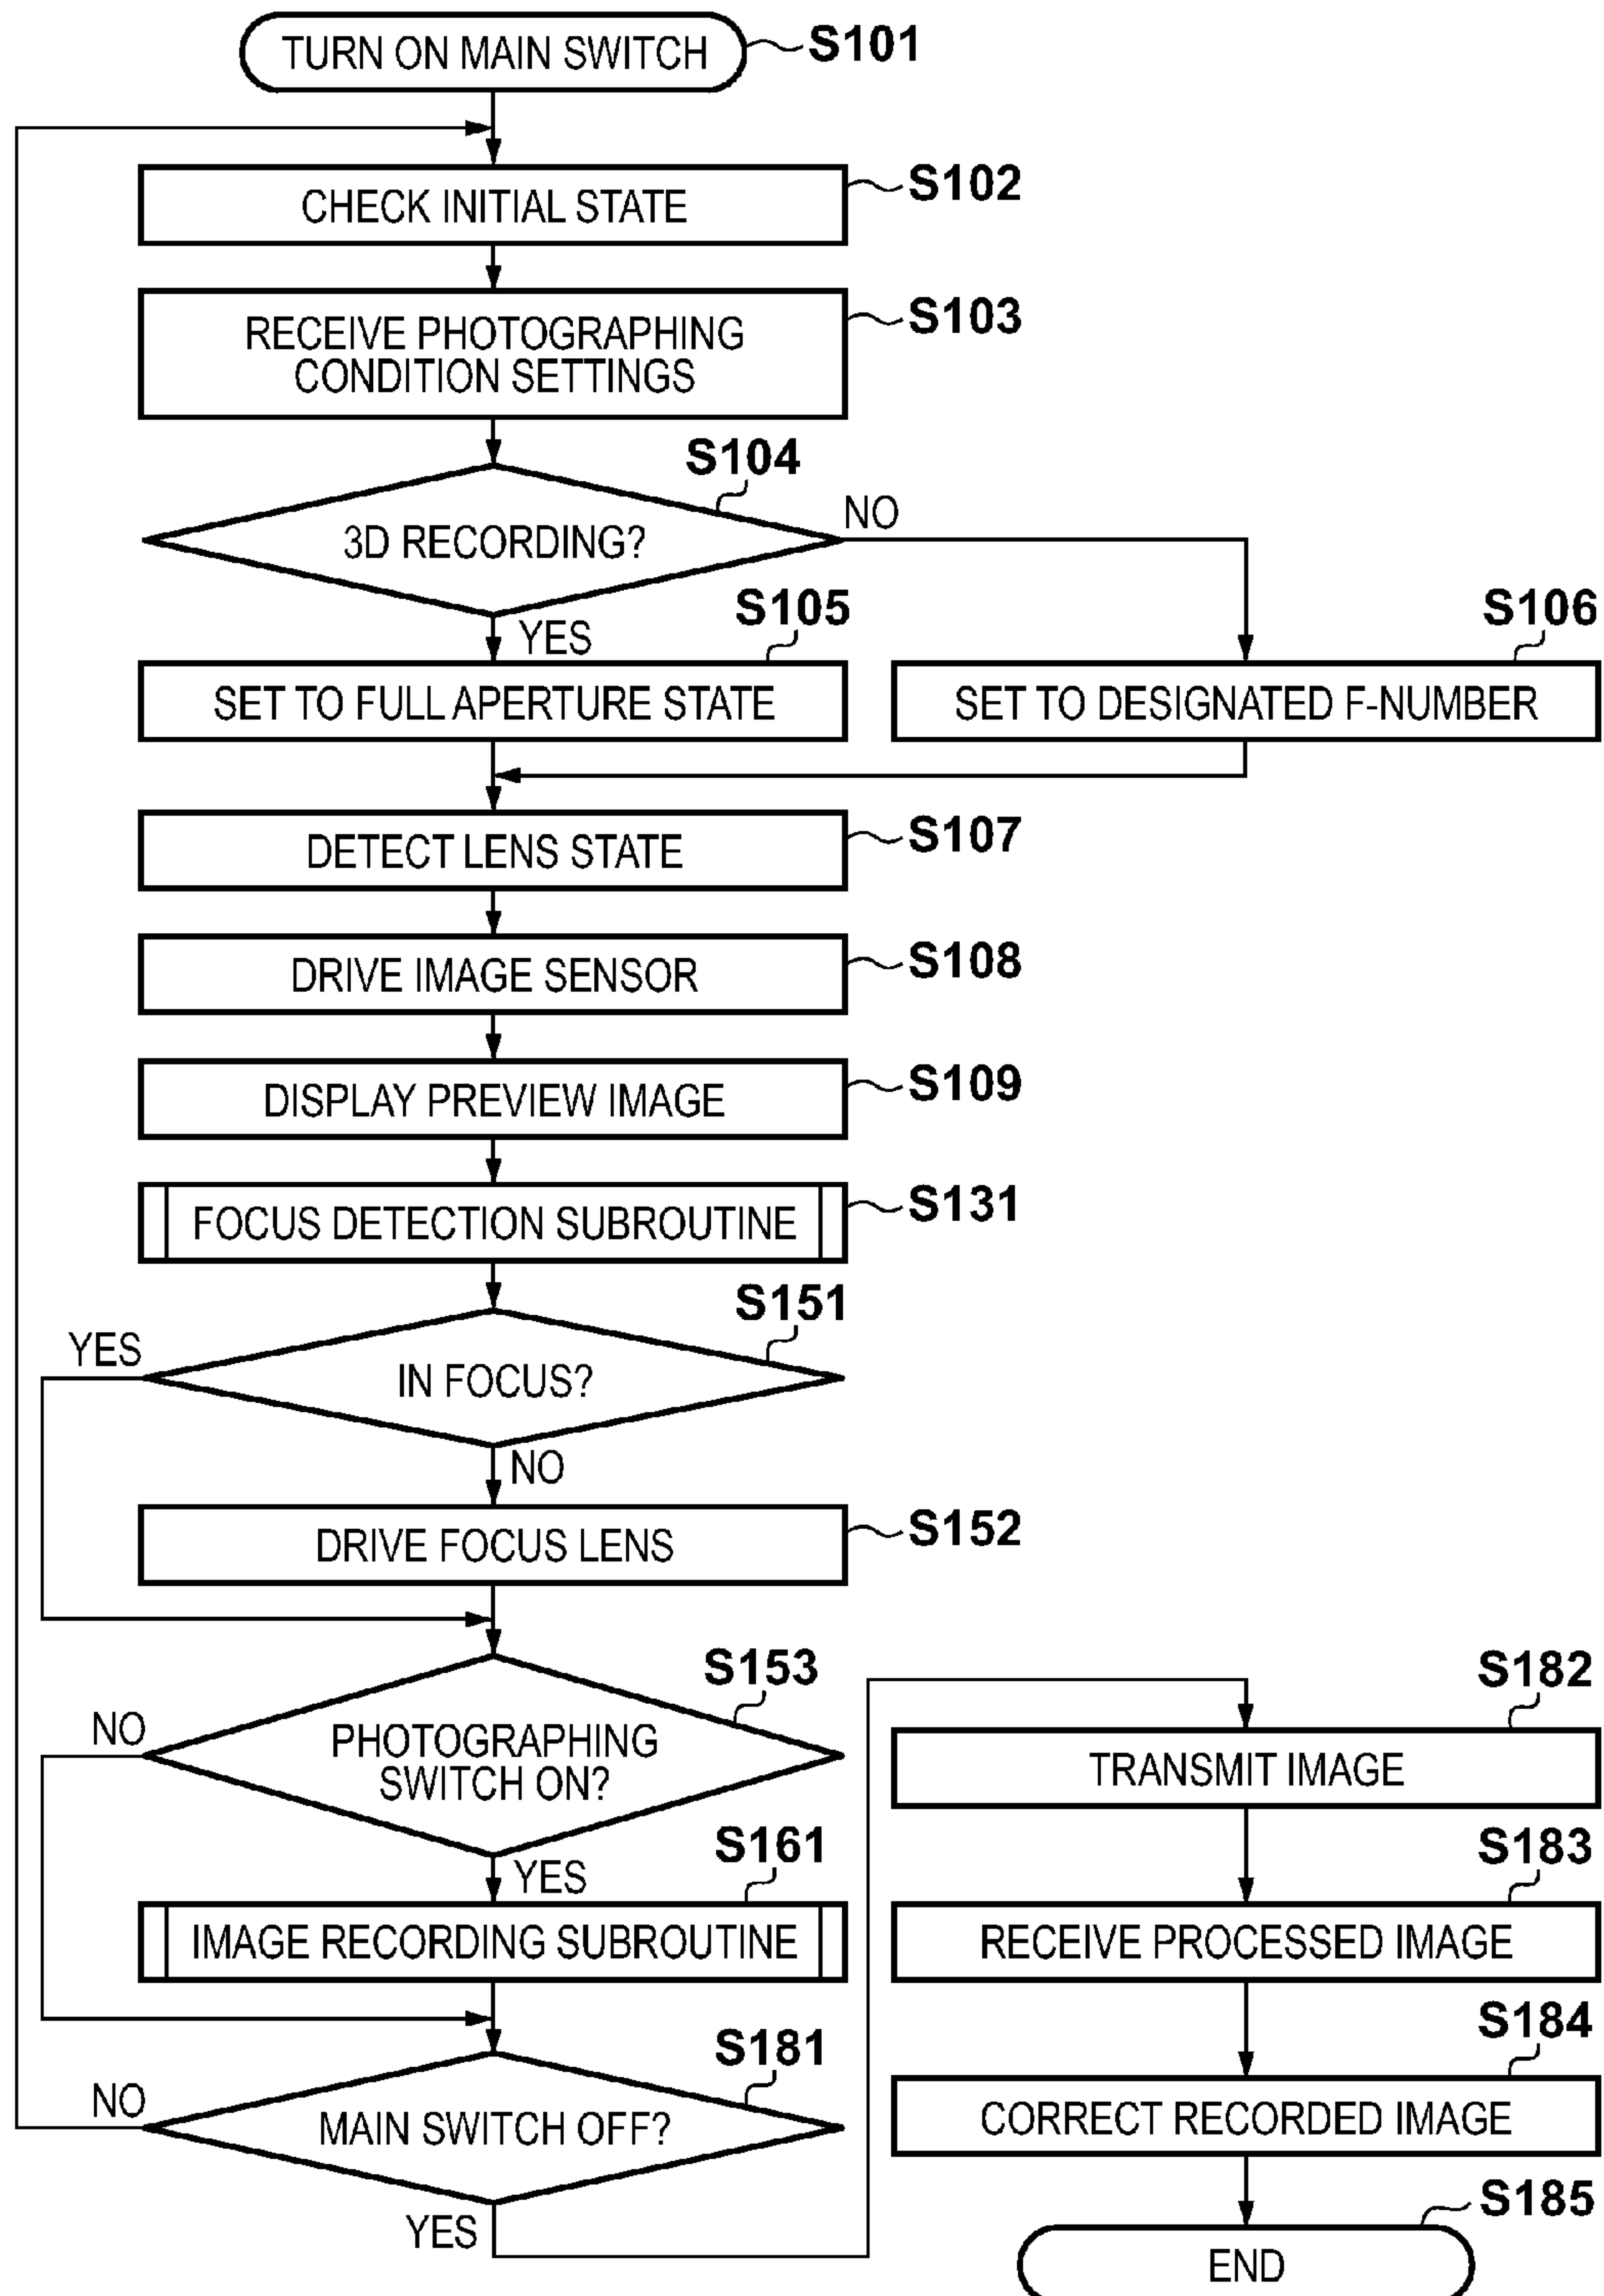 TURN ON MAIN SWITCH
S101
CHECK INITIAL STATE
S102
RECEIVE PHOTOGRAPHING
CONDITION SETTINGS
S103
S104
3D RECORDING?
NO
YES
S105
SET TO FULL APERTURE STATE
S106
SET TO DESIGNATED F-NUMBER
DETECT LENS STATE
S107
DRIVE IMAGE SENSOR
S108
DISPLAY PREVIEW IMAGE
S109
FOCUS DETECTION SUBROUTINE
S131
S151
YES
IN FOCUS?
NO
DRIVE FOCUS LENS
S152
S153
NO
PHOTOGRAPHING
SWITCH ON?
YES
S161
IMAGE RECORDING SUBROUTINE
S181
NO
MAIN SWITCH OFF?
YES
S182
TRANSMIT IMAGE
S183
RECEIVE PROCESSED IMAGE
S184
CORRECT RECORDED IMAGE
S185
END